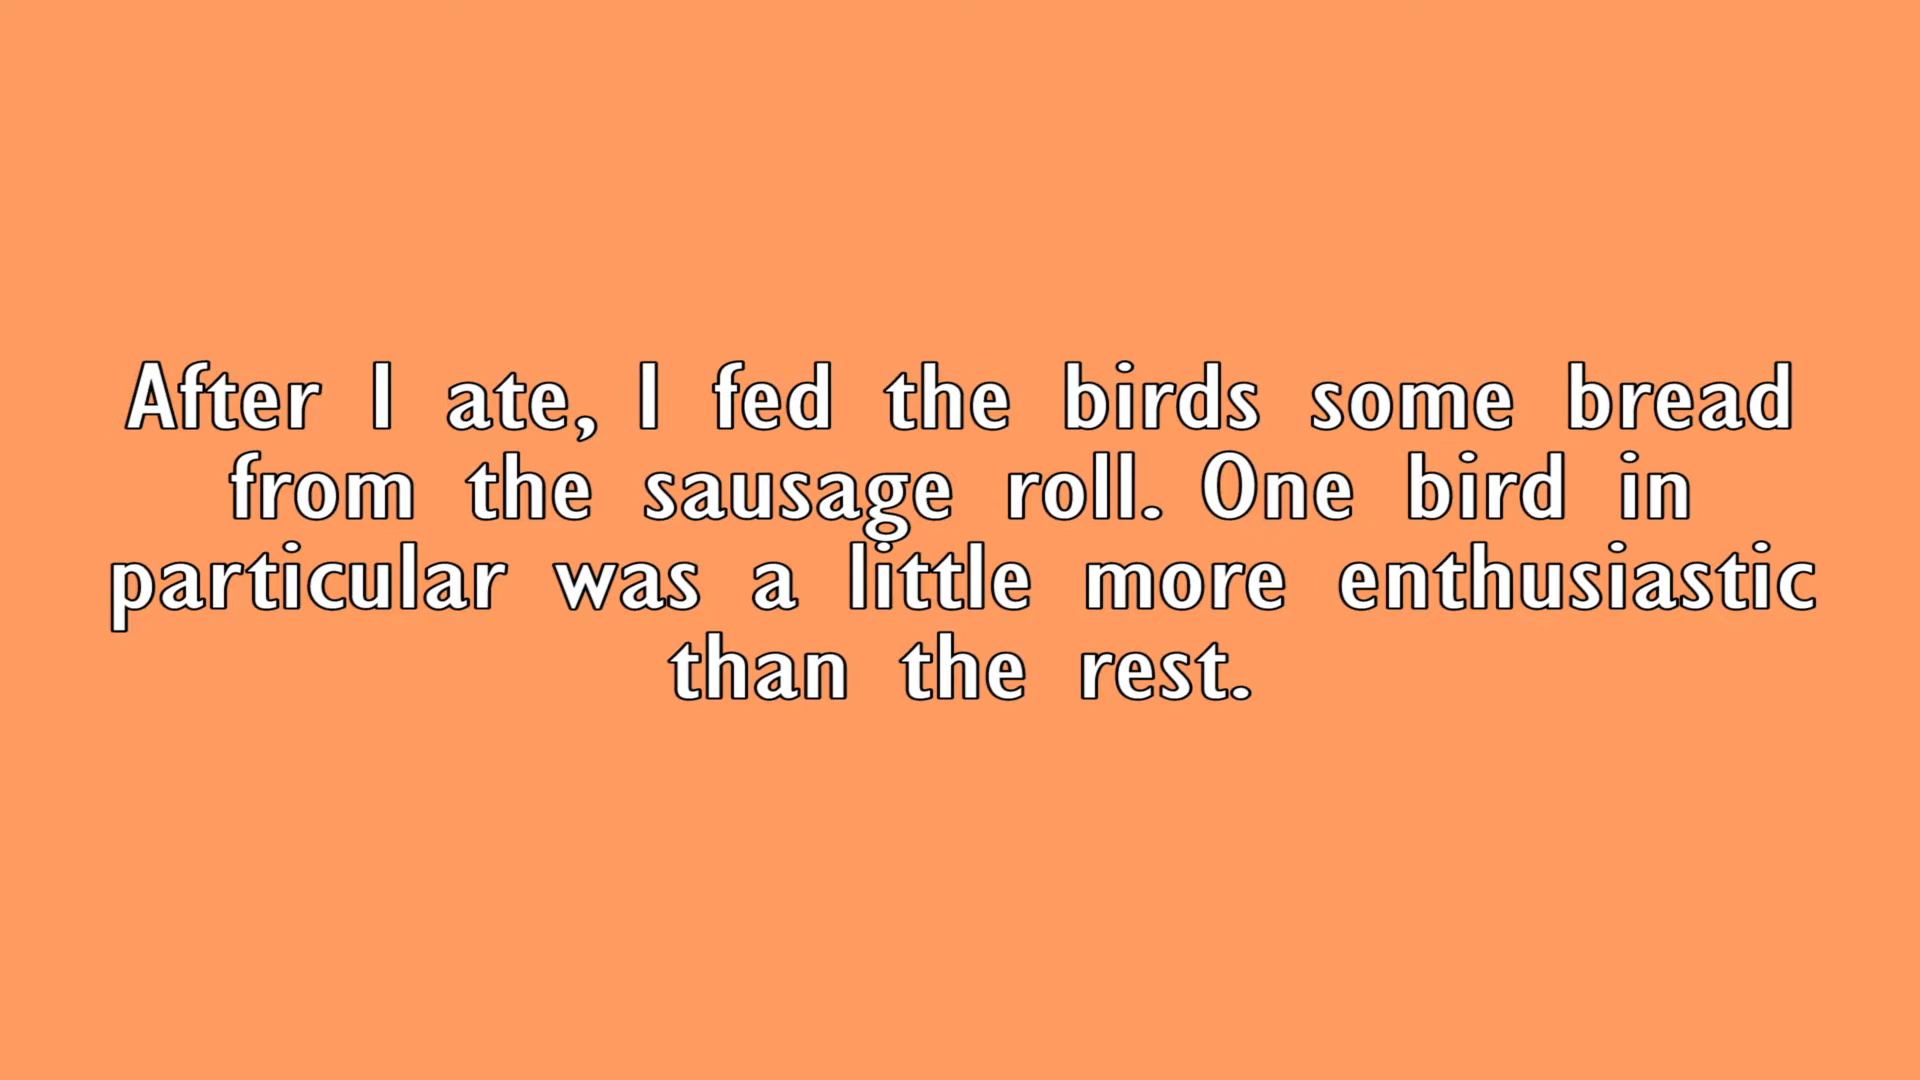 After I ate, I fed the birds some bread
from the sausage roll. One bird in
particular was a little more enthusiastic
than the rest.